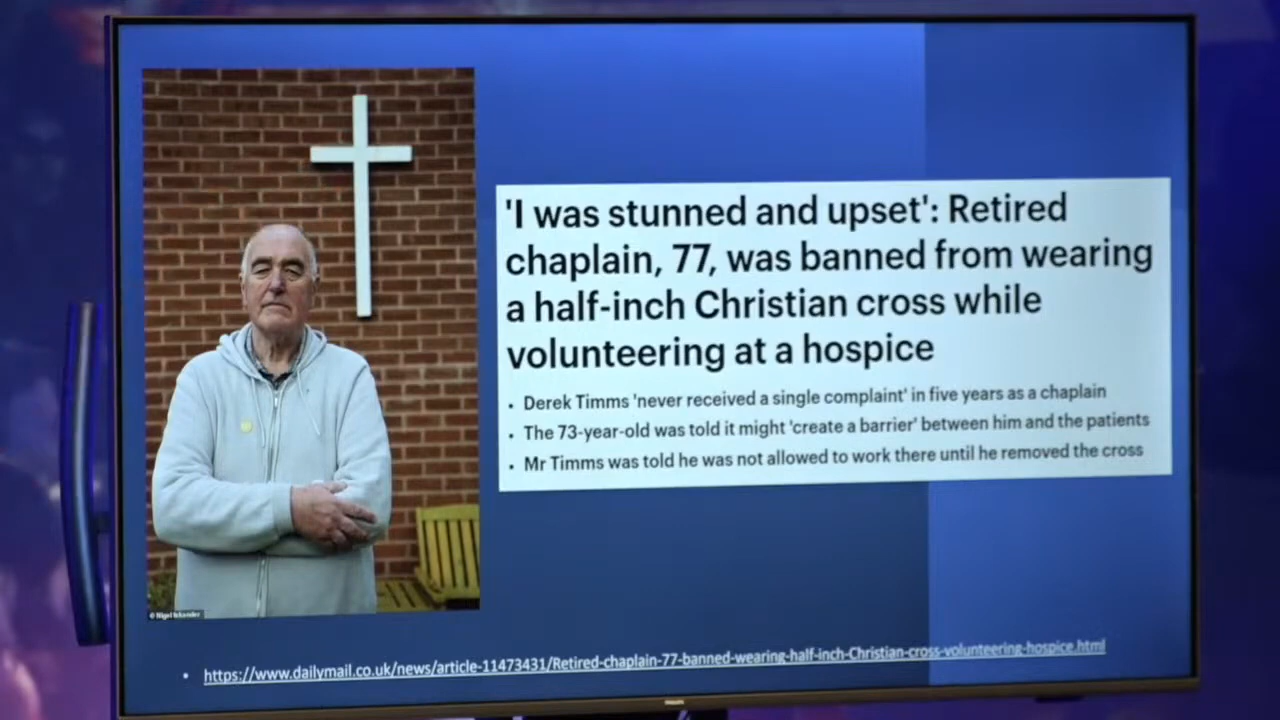 'I was stunned and upset': Retired
chaplain, 77, was banned from wearing
a half-inch Christian cross while
volunteering at a hospice
• Derek Timms 'never received a single complaint' in five years as a chaplain
• The 73-year-old was told it might 'create a barrier' between him and the patients
• Mr Timms was told he was not allowed to work there until he removed the cross
© Nigel Iskander
• https://www.dailymail.co.uk/news/article-11473431/Retired-chaplain-77-banned-wearing-half-inch-Christian-cross-volunteering-hospice.html
PHILIPS